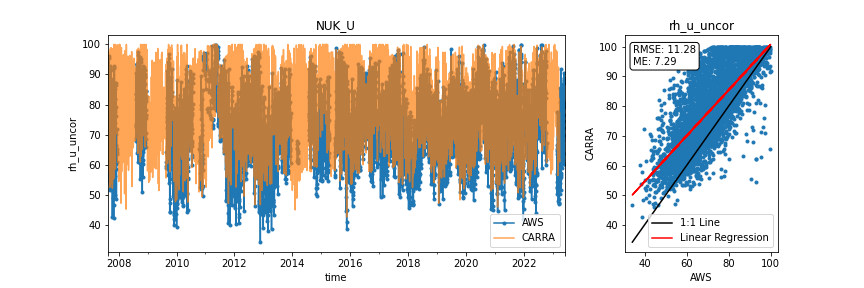 NUK_U
rh_u_uncor
100
90
80
70
60
50
40
rh_u_uncor
2008
2010
2012
2014
2016
2018
2020
2022
time
AWS
CARRA
rh_u_uncor
RMSE: 11.28
ME: 7.29
100
90
80
70
60
50
40
CARRA
40
60
80
100
AWS
1:1 Line
Linear Regression